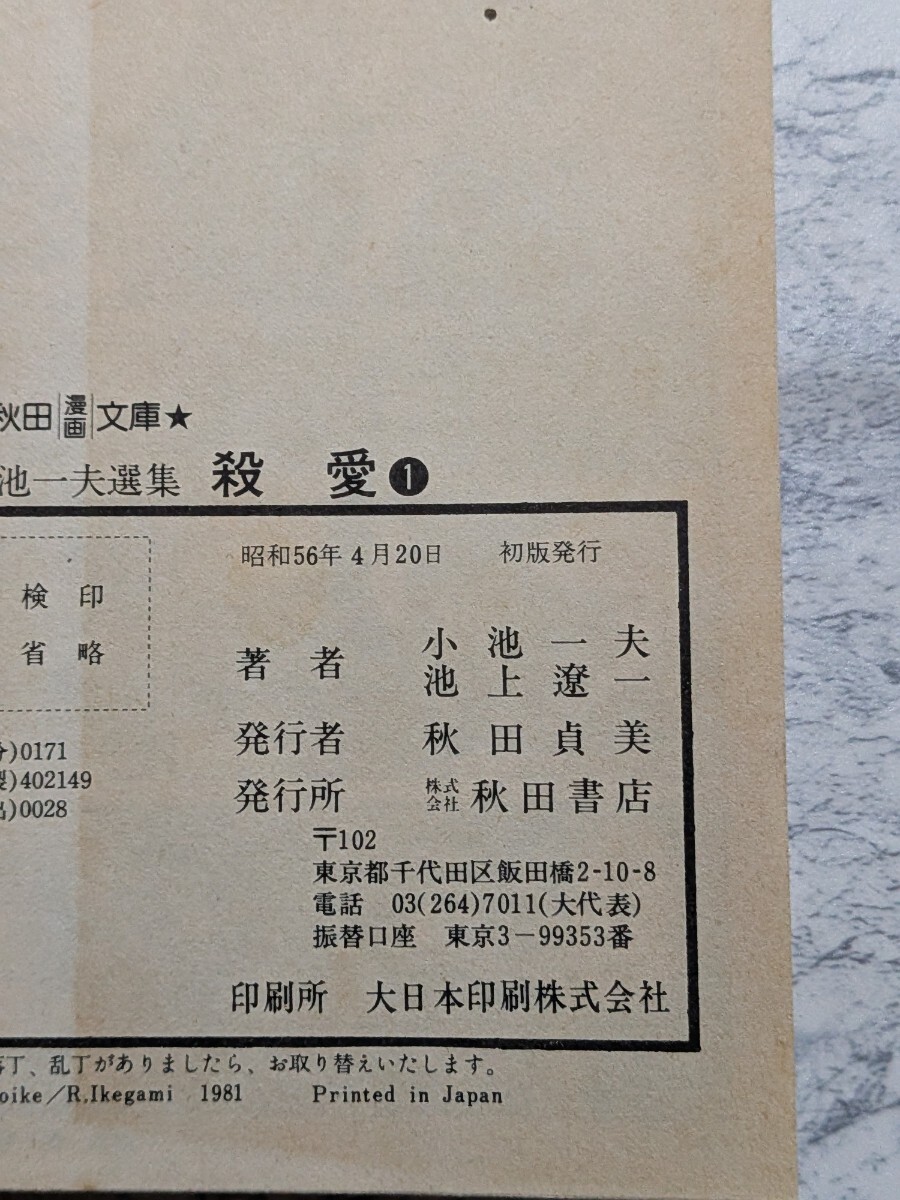 秋田漫画文庫★
池一夫選集 殺愛❶
昭和56年4月20日 初版発行
検印
省略
著者 小池一夫
池上遼一
発行者 秋田貞美
発行所 株式会社秋田書店
〒102
東京都千代田区飯田橋2-10-8
電話 03(264)7011(大代表)
振替口座 東京3-99353番
印刷所 大日本印刷株式会社
)0171
)402149
)0028
丁、乱丁がありましたら、お取り替えいたします。
oike/R.Ikegami 1981 Printed in Japan